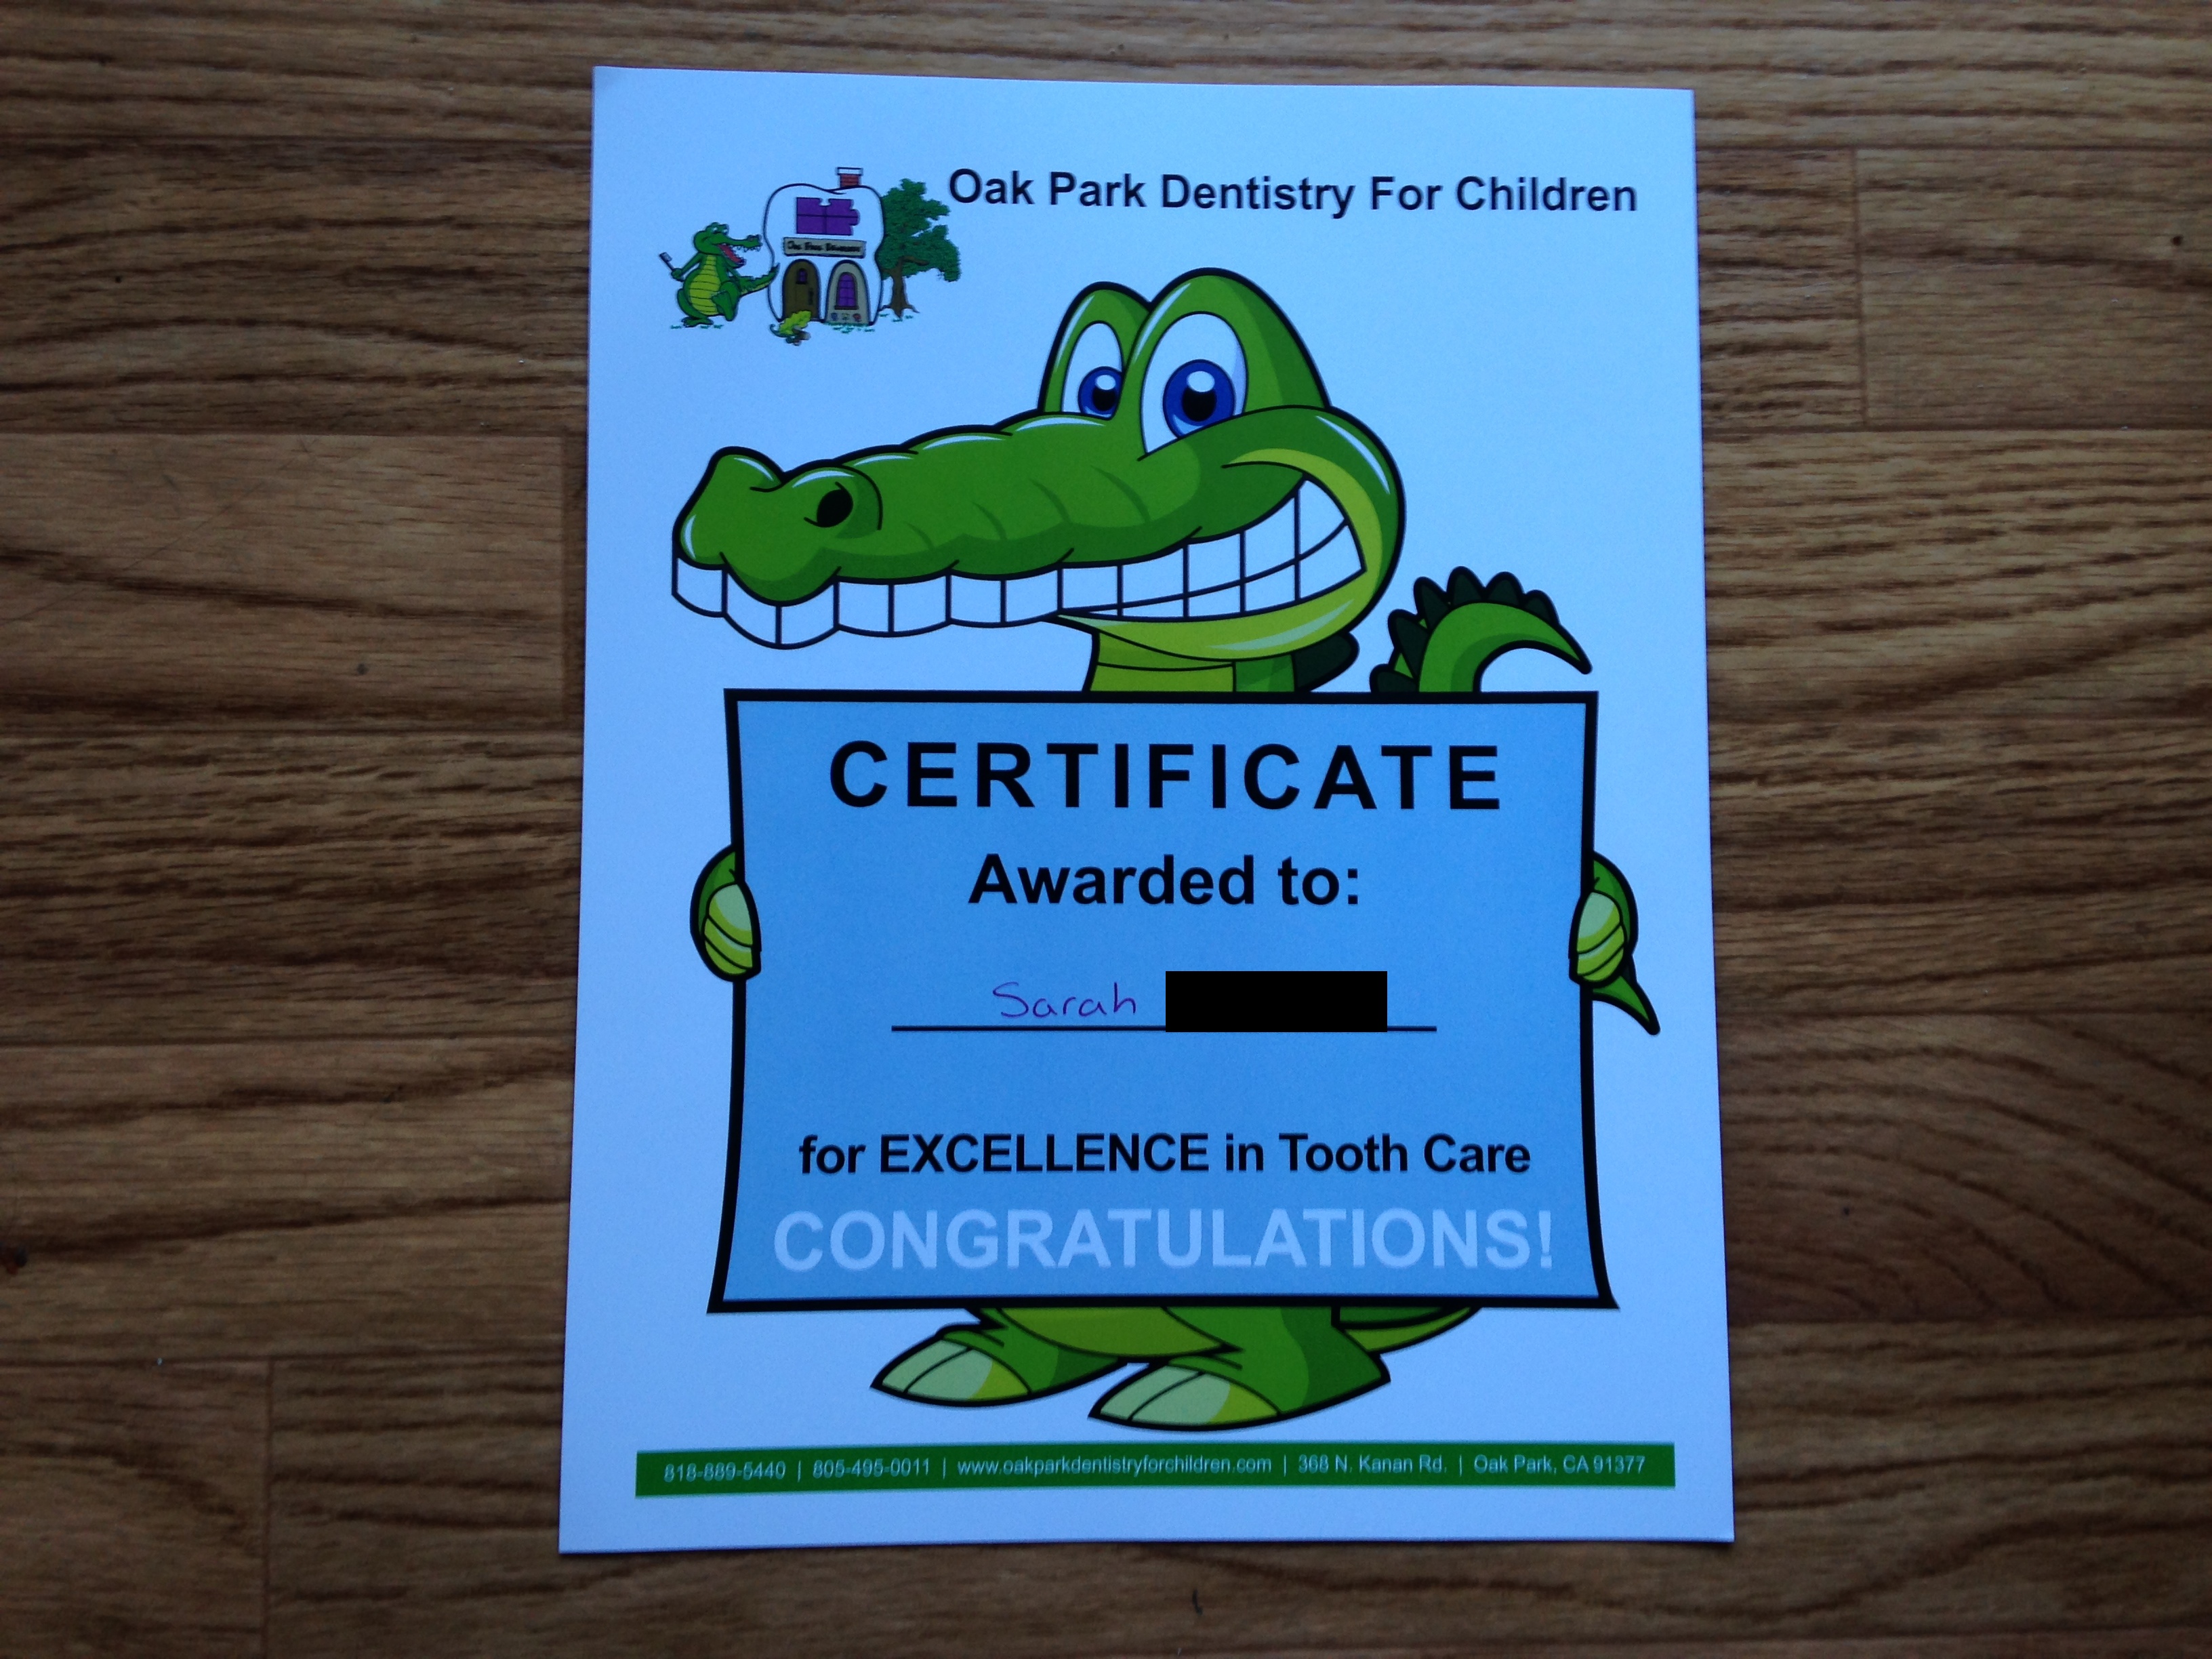 Oak Park Dentistry For Children
CERTIFICATE
Awarded to:
Sarah
for EXCELLENCE in Tooth Care
CONGRATULATIONS!
818-889-5440 | 805-495-0011 | www.oakparkdentistryforchildren.com | 368 N. Kanan Rd. | Oak Park, CA 91377